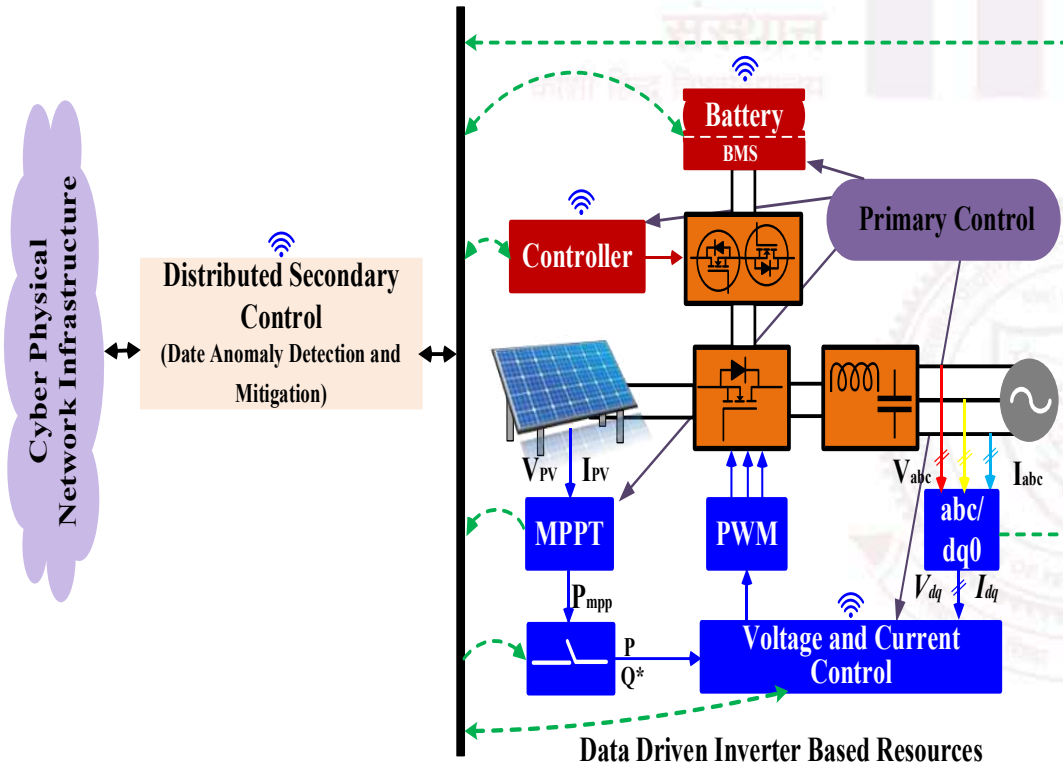 संस्थान
Battery
BMS
Cyber Physical
Network Infrastructure
Primary Control
Controller
Distributed Secondary
Control
(Date Anomaly Detection and
Mitigation)
VPV IPV
Vabc
Iabc
MPPT
PWM
abc/
dq0
Pmpp
Vdq Idq
P
Q*
Voltage and Current
Control
Data Driven Inverter Based Resources